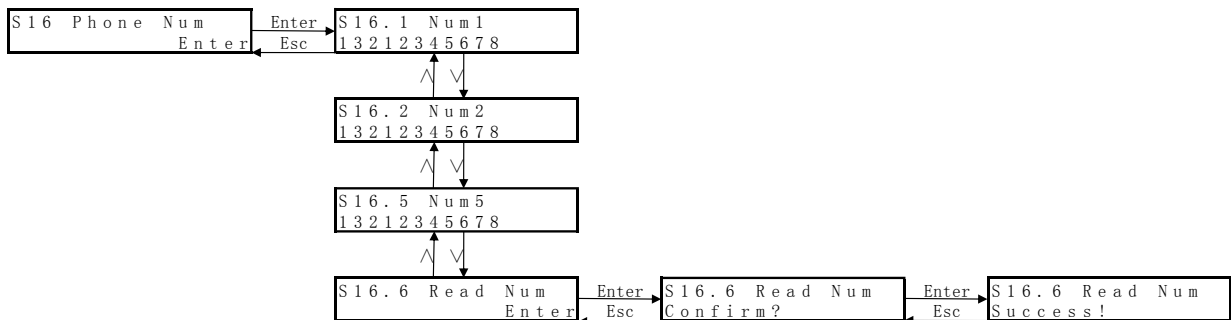 S16 Phone Num
Enter
Enter
Esc
S16.1 Num1
13212345678
∧ ∨
S16.2 Num2
13212345678
∧ ∨
S16.5 Num5
13212345678
∧ ∨
S16.6 Read Num
Enter
Enter
Esc
S16.6 Read Num
Confirm?
Enter
Esc
S16.6 Read Num
Success!